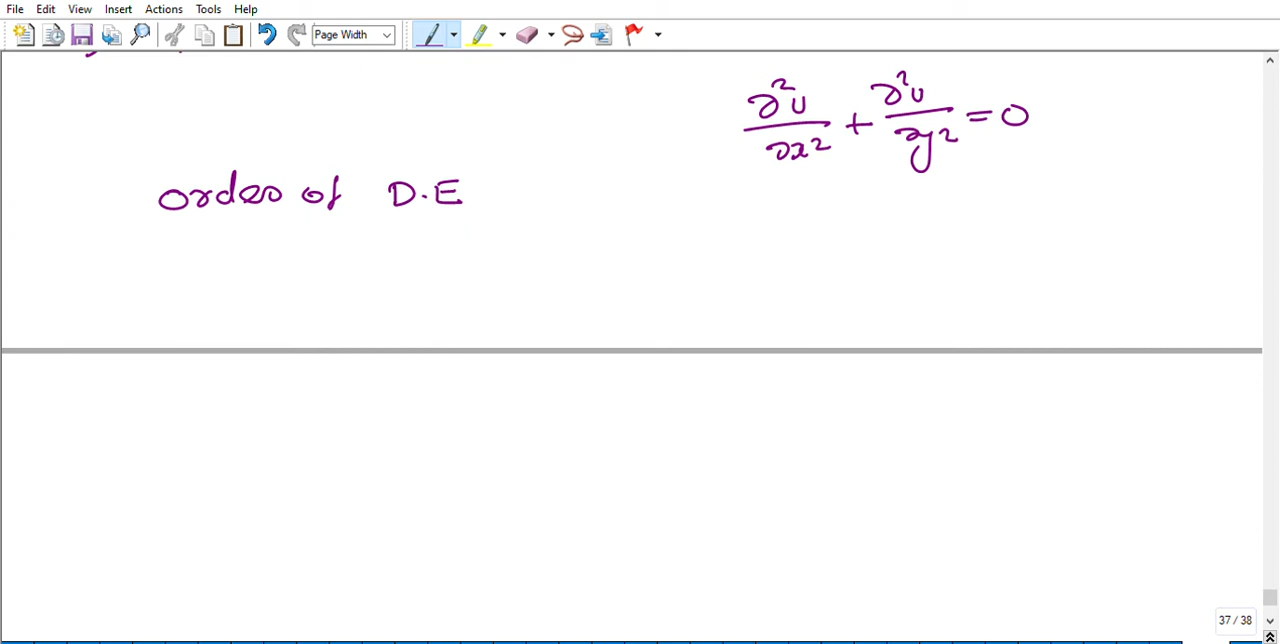 File Edit View Insert Actions Tools Help
Page Width
∂²u/∂x² + ∂²u/∂y² = 0
order of D.E
37 / 38